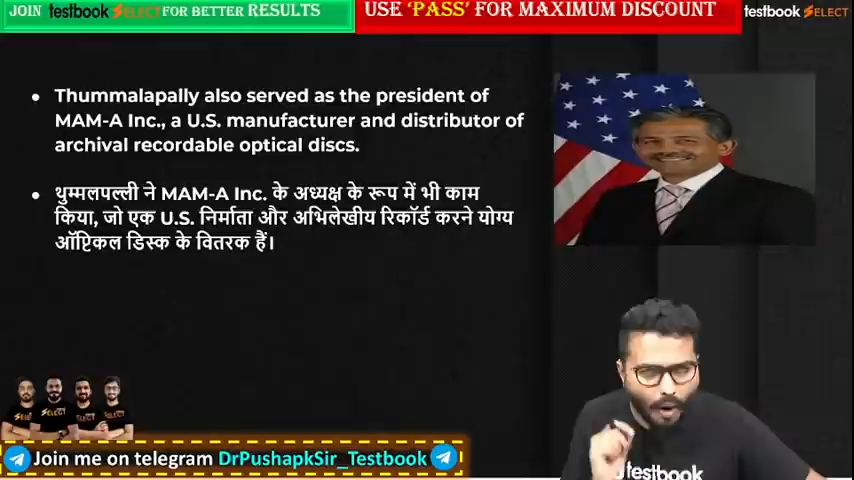 JOIN testbook SELECT FOR BETTER RESULTS
USE ‘PASS’ FOR MAXIMUM DISCOUNT
testbook SELECT
• Thummalapally also served as the president of
MAM-A Inc., a U.S. manufacturer and distributor of
archival recordable optical discs.
• थुम्मलपल्ली ने MAM-A Inc. के अध्यक्ष के रूप में भी काम
किया, जो एक U.S. निर्माता और अभिलेखीय रिकॉर्ड करने योग्य
ऑप्टिकल डिस्क के वितरक हैं।
SELECT
SELECT
Join me on telegram DrPushapkSir_Testbook
testbook